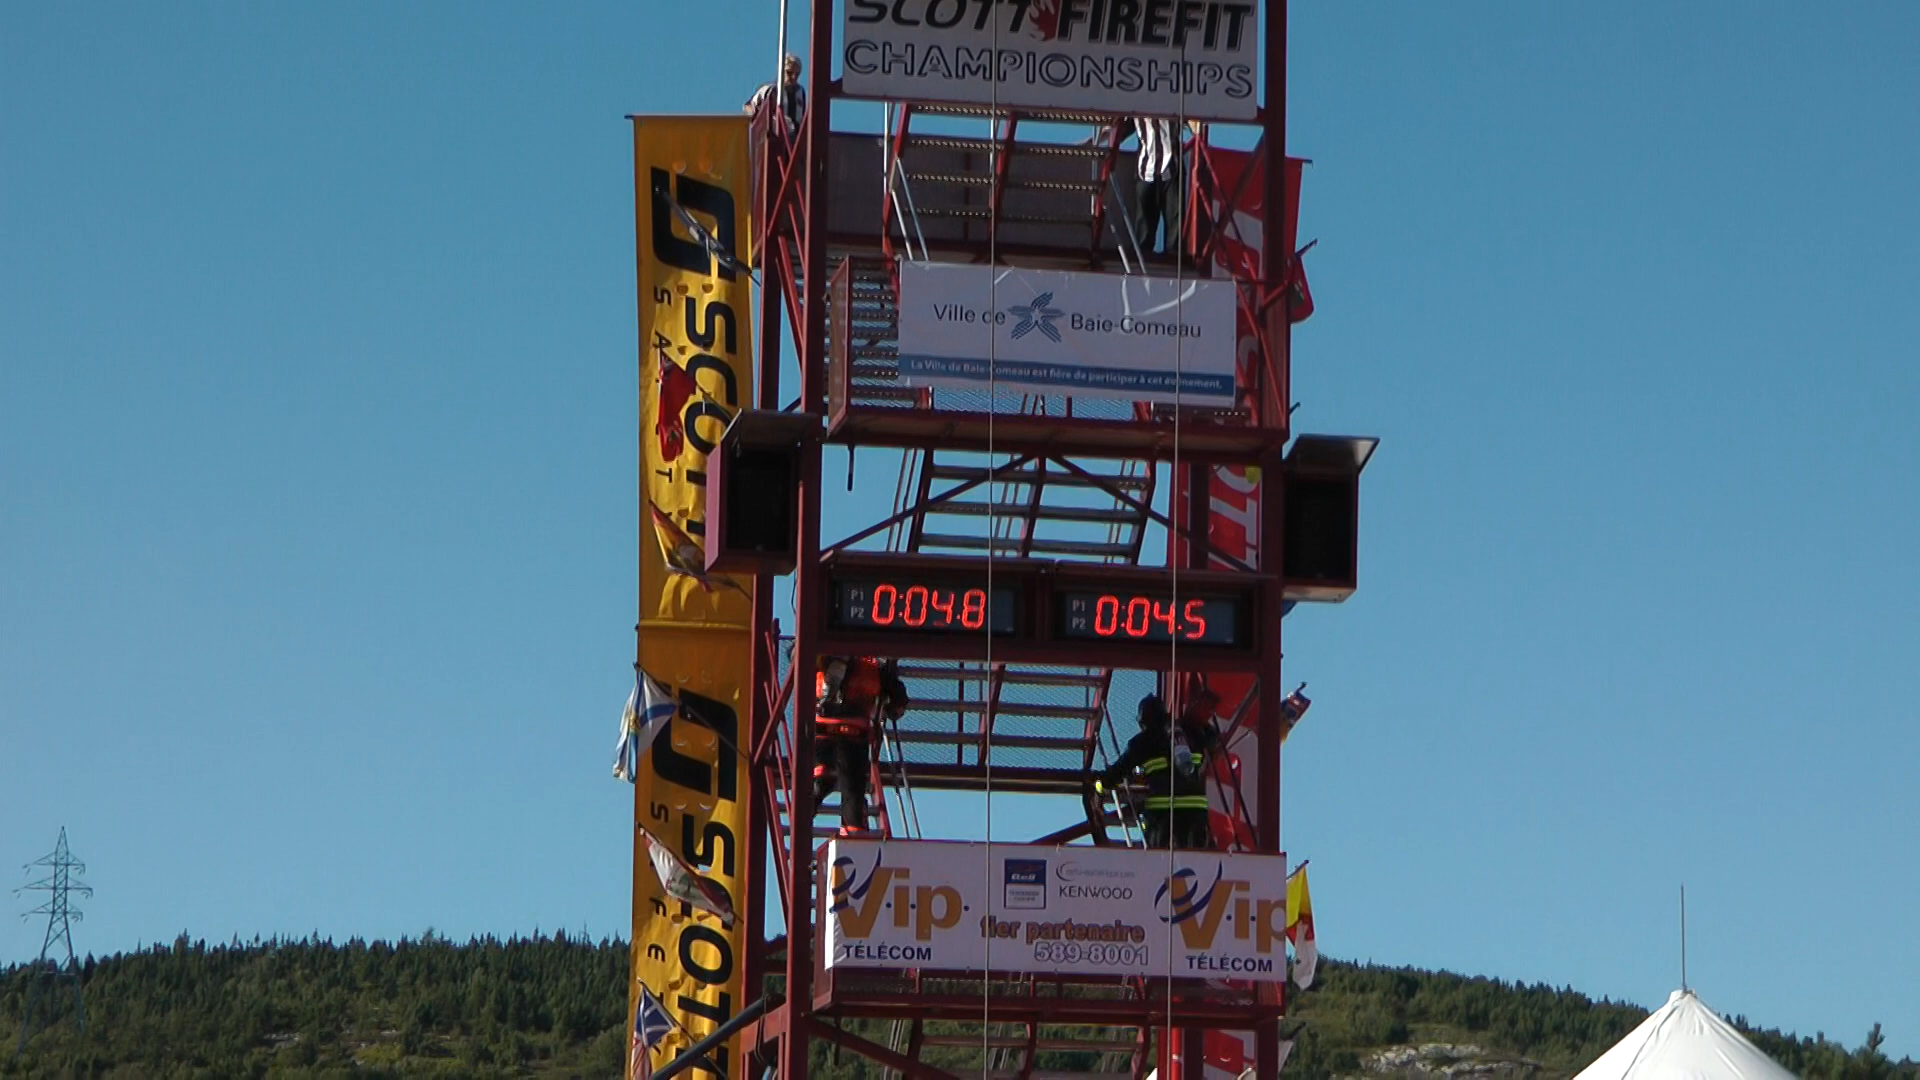 SCOTT FIREFIT
CHAMPIONSHIPS
SCOTT
SAFETY
Ville de Baie-Comeau
La Ville de Baie-Comeau est fière de participer à cet événement.
P1
P2
0:04.8
P1
P2
0:04.5
SCOTT
V.i.p.
TÉLÉCOM
Bell
KENWOOD
fier partenaire
589-8001
V.i.p
TÉLÉCOM